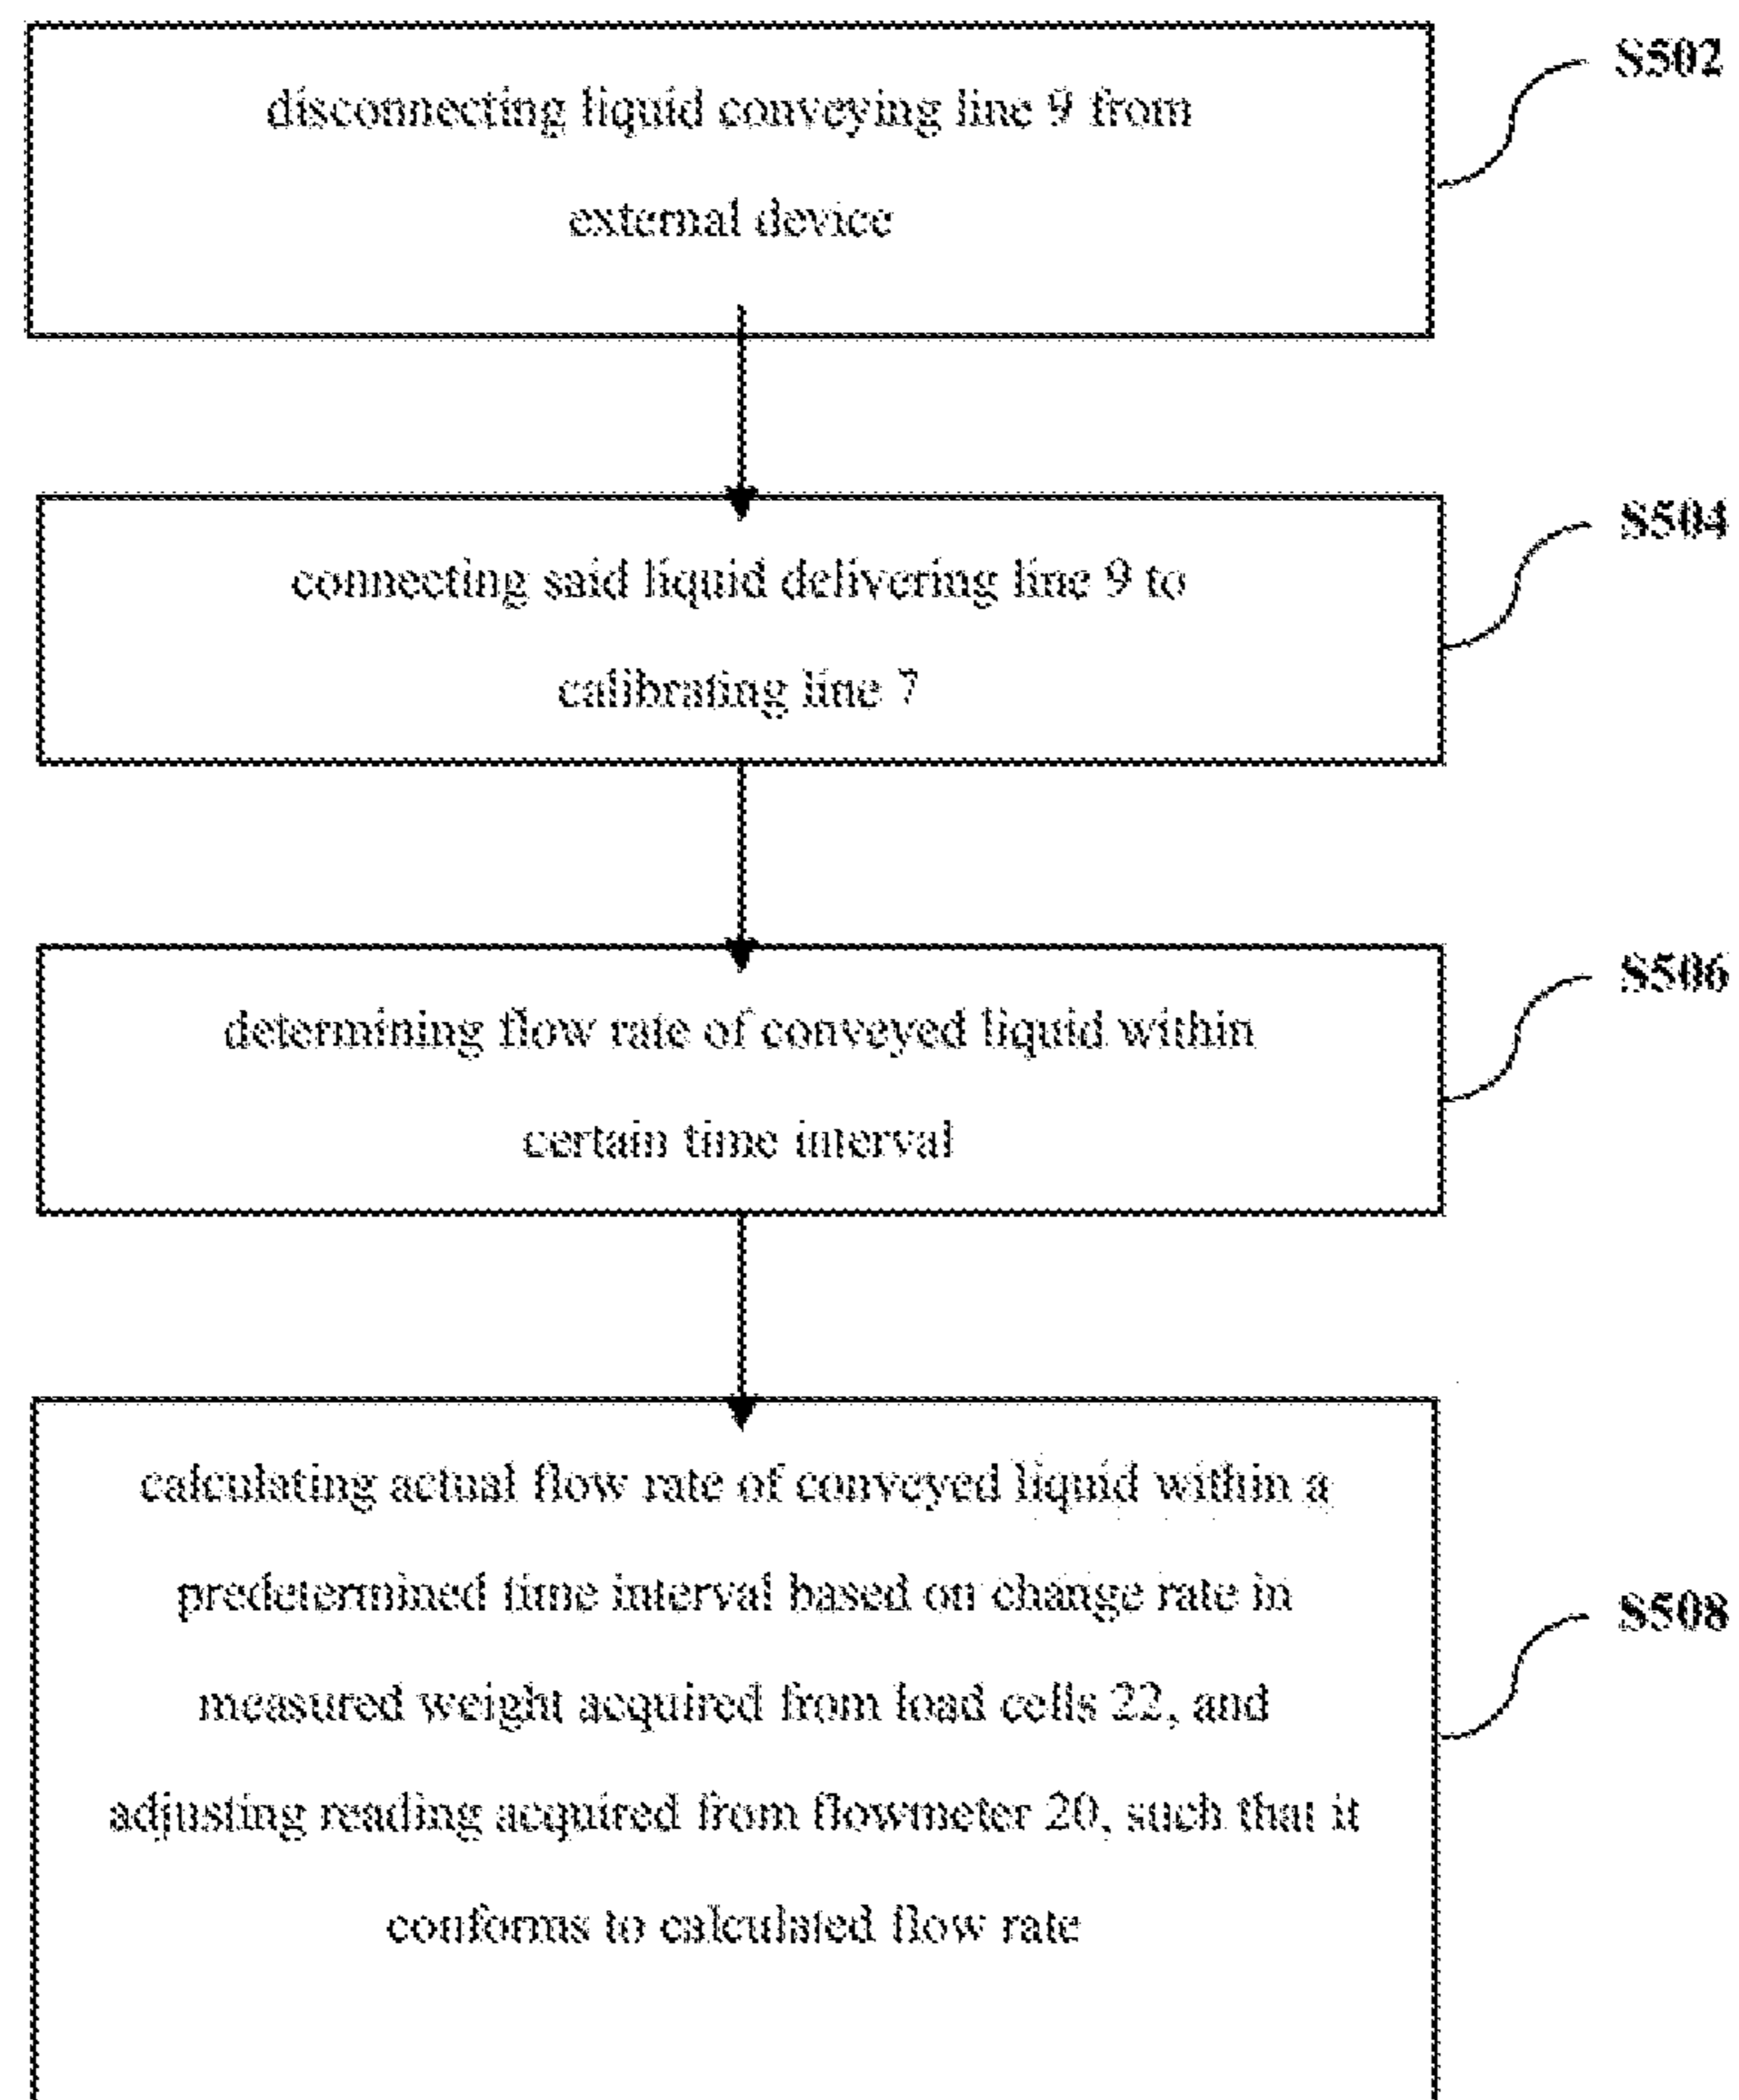 disconnecting liquid conveying line 9 from
external device
S502
connecting said liquid delivering line 9 to
calibrating line 7
S504
determining flow rate of conveyed liquid within
certain time interval
S506
calculating actual flow rate of conveyed liquid within a
predetermined time interval based on change rate in
measured weight acquired from load cells 22, and
adjusting reading acquired from flowmeter 20, such that it
conforms to calculated flow rate
S508